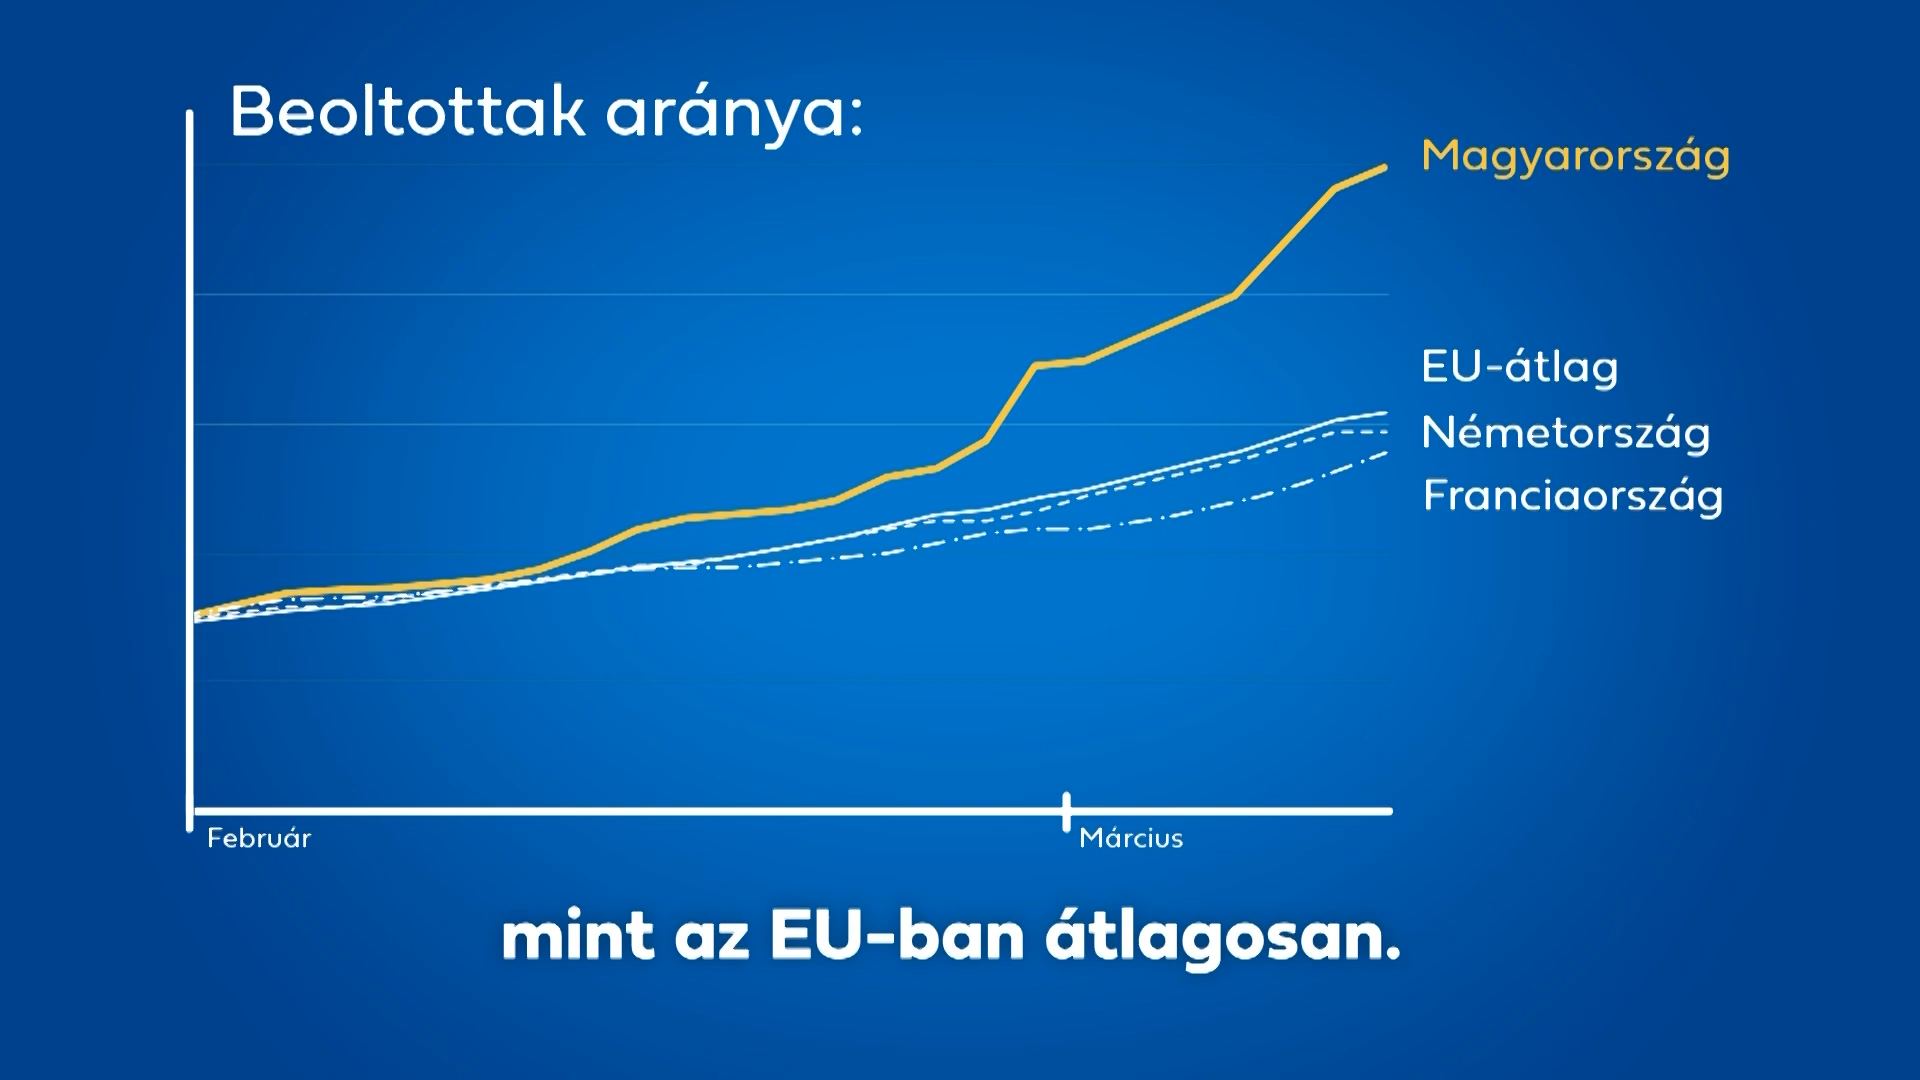 Beoltottak aránya:
Magyarország
EU-átlag
Németország
Franciaország
Február
Március
mint az EU-ban átlagosan.